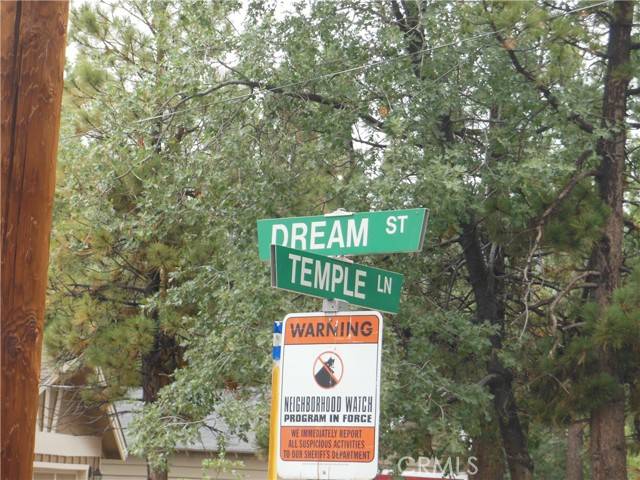 DREAM ST
TEMPLE LN
WARNING
NEIGHBORHOOD WATCH
PROGRAM IN FORCE
WE IMMEDIATELY REPORT
ALL SUSPICIOUS ACTIVITIES
TO OUR SHERIFF'S DEPARTMENT
CRMLS